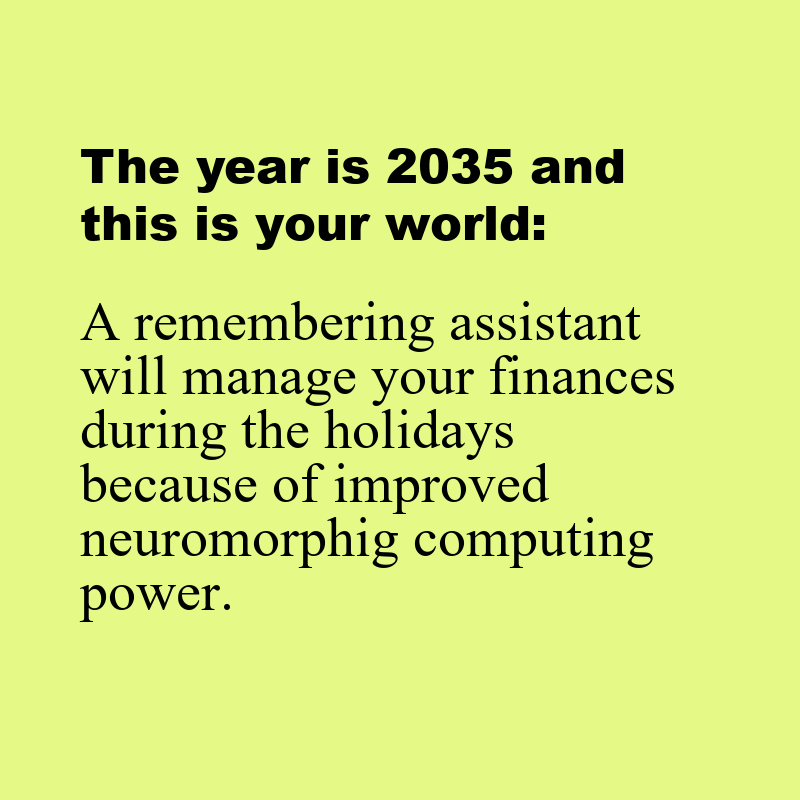 The year is 2035 and
this is your world:
A remembering assistant
will manage your finances
during the holidays
because of improved
neuromorphig computing
power.